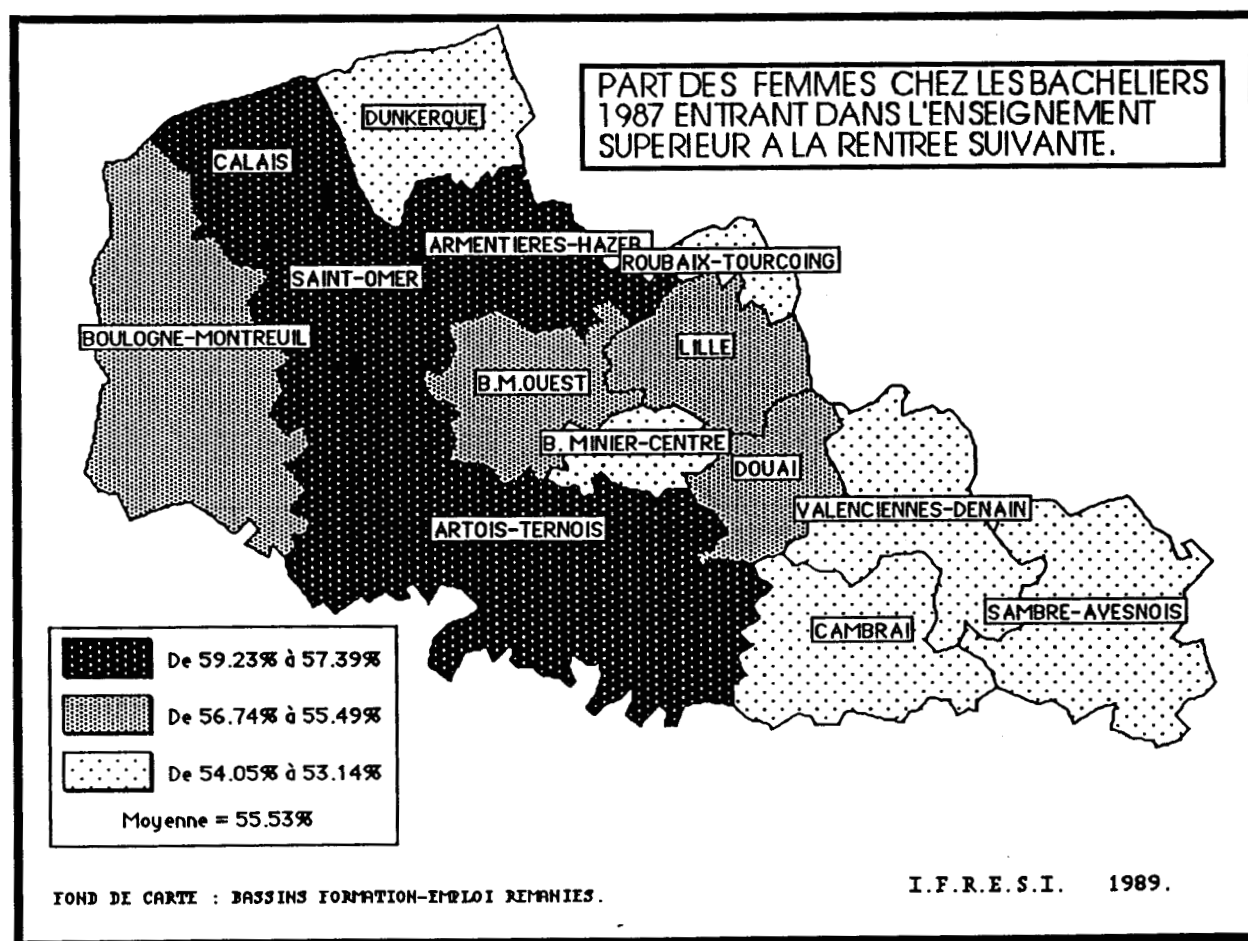 PART DES FEMMES CHEZ LES BACHELIERS
1987 ENTRANT DANS L'ENSEIGNEMENT
SUPERIEUR A LA RENTREE SUIVANTE.
DUNKERQUE
CALAIS
ARMENTIERES-HAZEB.
ROUBAIX-TOURCOING
SAINT-OMER
BOULOGNE-MONTREUIL
LILLE
B.M.OUEST
B. MINIER-CENTRE
DOUAI
VALENCIENNES-DENAIN
ARTOIS-TERNOIS
SAMBRE-AVESNOIS
CAMBRAI
De 59.23% à 57.39%
De 56.74% à 55.49%
De 54.05% à 53.14%
Moyenne = 55.53%
FOND DE CARTE : BASSINS FORMATION-EMPLOI REMANIES.
I.F.R.E.S.I. 1989.